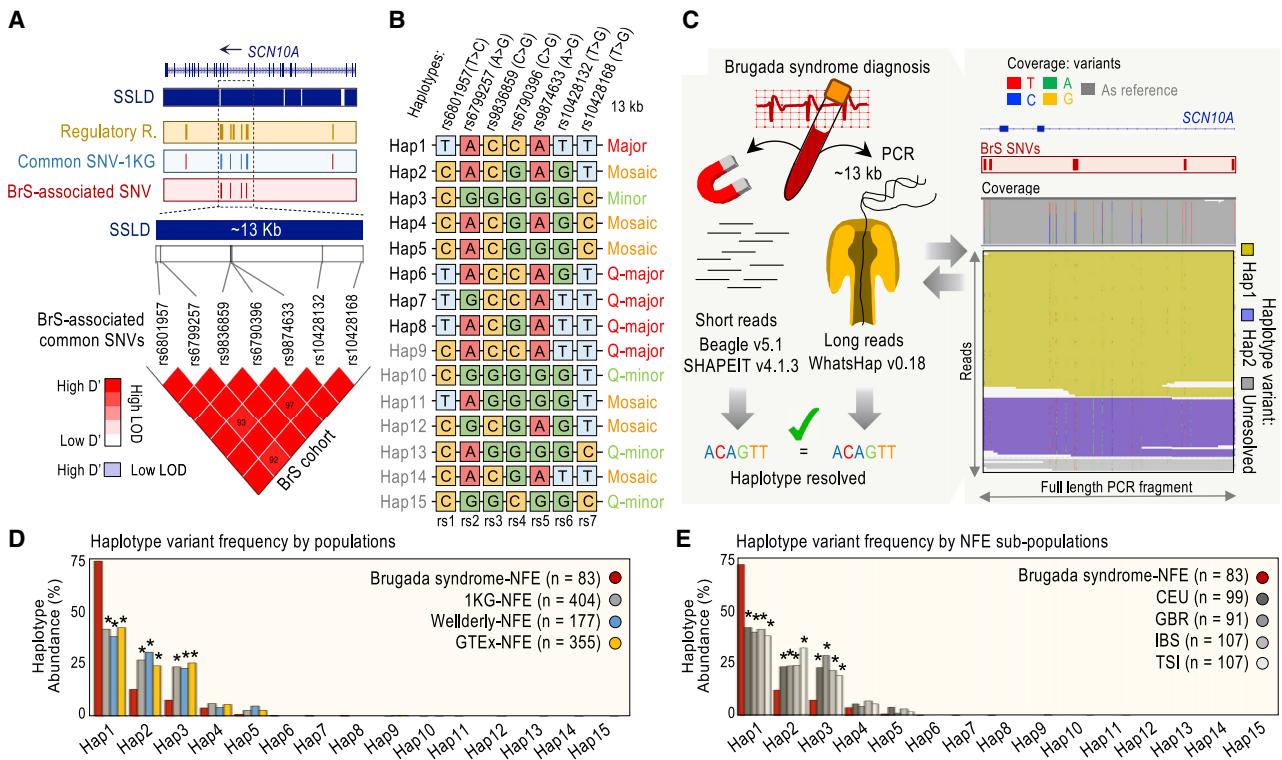 A
SCN10A
SSLD
Regulatory R.
Common SNV-1KG
BrS-associated SNV
SSLD
~13 Kb
BrS-associated
common SNVs
rs6801957
rs6799257
rs9836859
rs6790396
rs9874633
rs10428132
rs10428168
High D'
Low D'
High LOD
High D'
Low LOD
93
97
92
BrS cohort
B
Haplotypes:
rs6801957(T>C)
rs6799257 (A>G)
rs9836859 (C>G)
rs6790396 (C>G)
rs9874633 (A>G)
rs10428132 (T>G)
rs10428168 (T>G)
13 kb
Hap1 T A C C A T T Major
Hap2 C A C G A G T Mosaic
Hap3 C G G G G G C Minor
Hap4 C A C G A G C Mosaic
Hap5 C A C G G G C Mosaic
Hap6 T A C C A G T Q-major
Hap7 T G C C A T T Q-major
Hap8 T A C G A T T Q-major
Hap9 C A C C A T T Q-major
Hap10 C G G G G G T Q-minor
Hap11 T A G G G G T Mosaic
Hap12 C G C G A G T Mosaic
Hap13 C A G G G G C Q-minor
Hap14 C A C G A T T Mosaic
Hap15 C G G C G G C Q-minor
rs1 rs2 rs3 rs4 rs5 rs6 rs7
C
Brugada syndrome diagnosis
PCR
~13 kb
Short reads
Beagle v5.1
SHAPEIT v4.1.3
Long reads
WhatsHap v0.18
ACAGTT
=
ACAGTT
Haplotype resolved
Coverage: variants
T A
C G
As reference
SCN10A
BrS SNVs
Coverage
Reads
Full length PCR fragment
Haplotype variant:
Hap1
Hap2
Unresolved
D
Haplotype variant frequency by populations
Haplotype
Abundance (%)
75
50
25
0
Brugada syndrome-NFE (n = 83)
1KG-NFE (n = 404)
Wellderly-NFE (n = 177)
GTEx-NFE (n = 355)
* * *
* * *
* * *
Hap1 Hap2 Hap3 Hap4 Hap5 Hap6 Hap7 Hap8 Hap9 Hap10 Hap11 Hap12 Hap13 Hap14 Hap15
E
Haplotype variant frequency by NFE sub-populations
Haplotype
Abundance (%)
75
50
25
0
Brugada syndrome-NFE (n = 83)
CEU (n = 99)
GBR (n = 91)
IBS (n = 107)
TSI (n = 107)
* * * *
* * * *
* * * *
Hap1 Hap2 Hap3 Hap4 Hap5 Hap6 Hap7 Hap8 Hap9 Hap10 Hap11 Hap12 Hap13 Hap14 Hap15